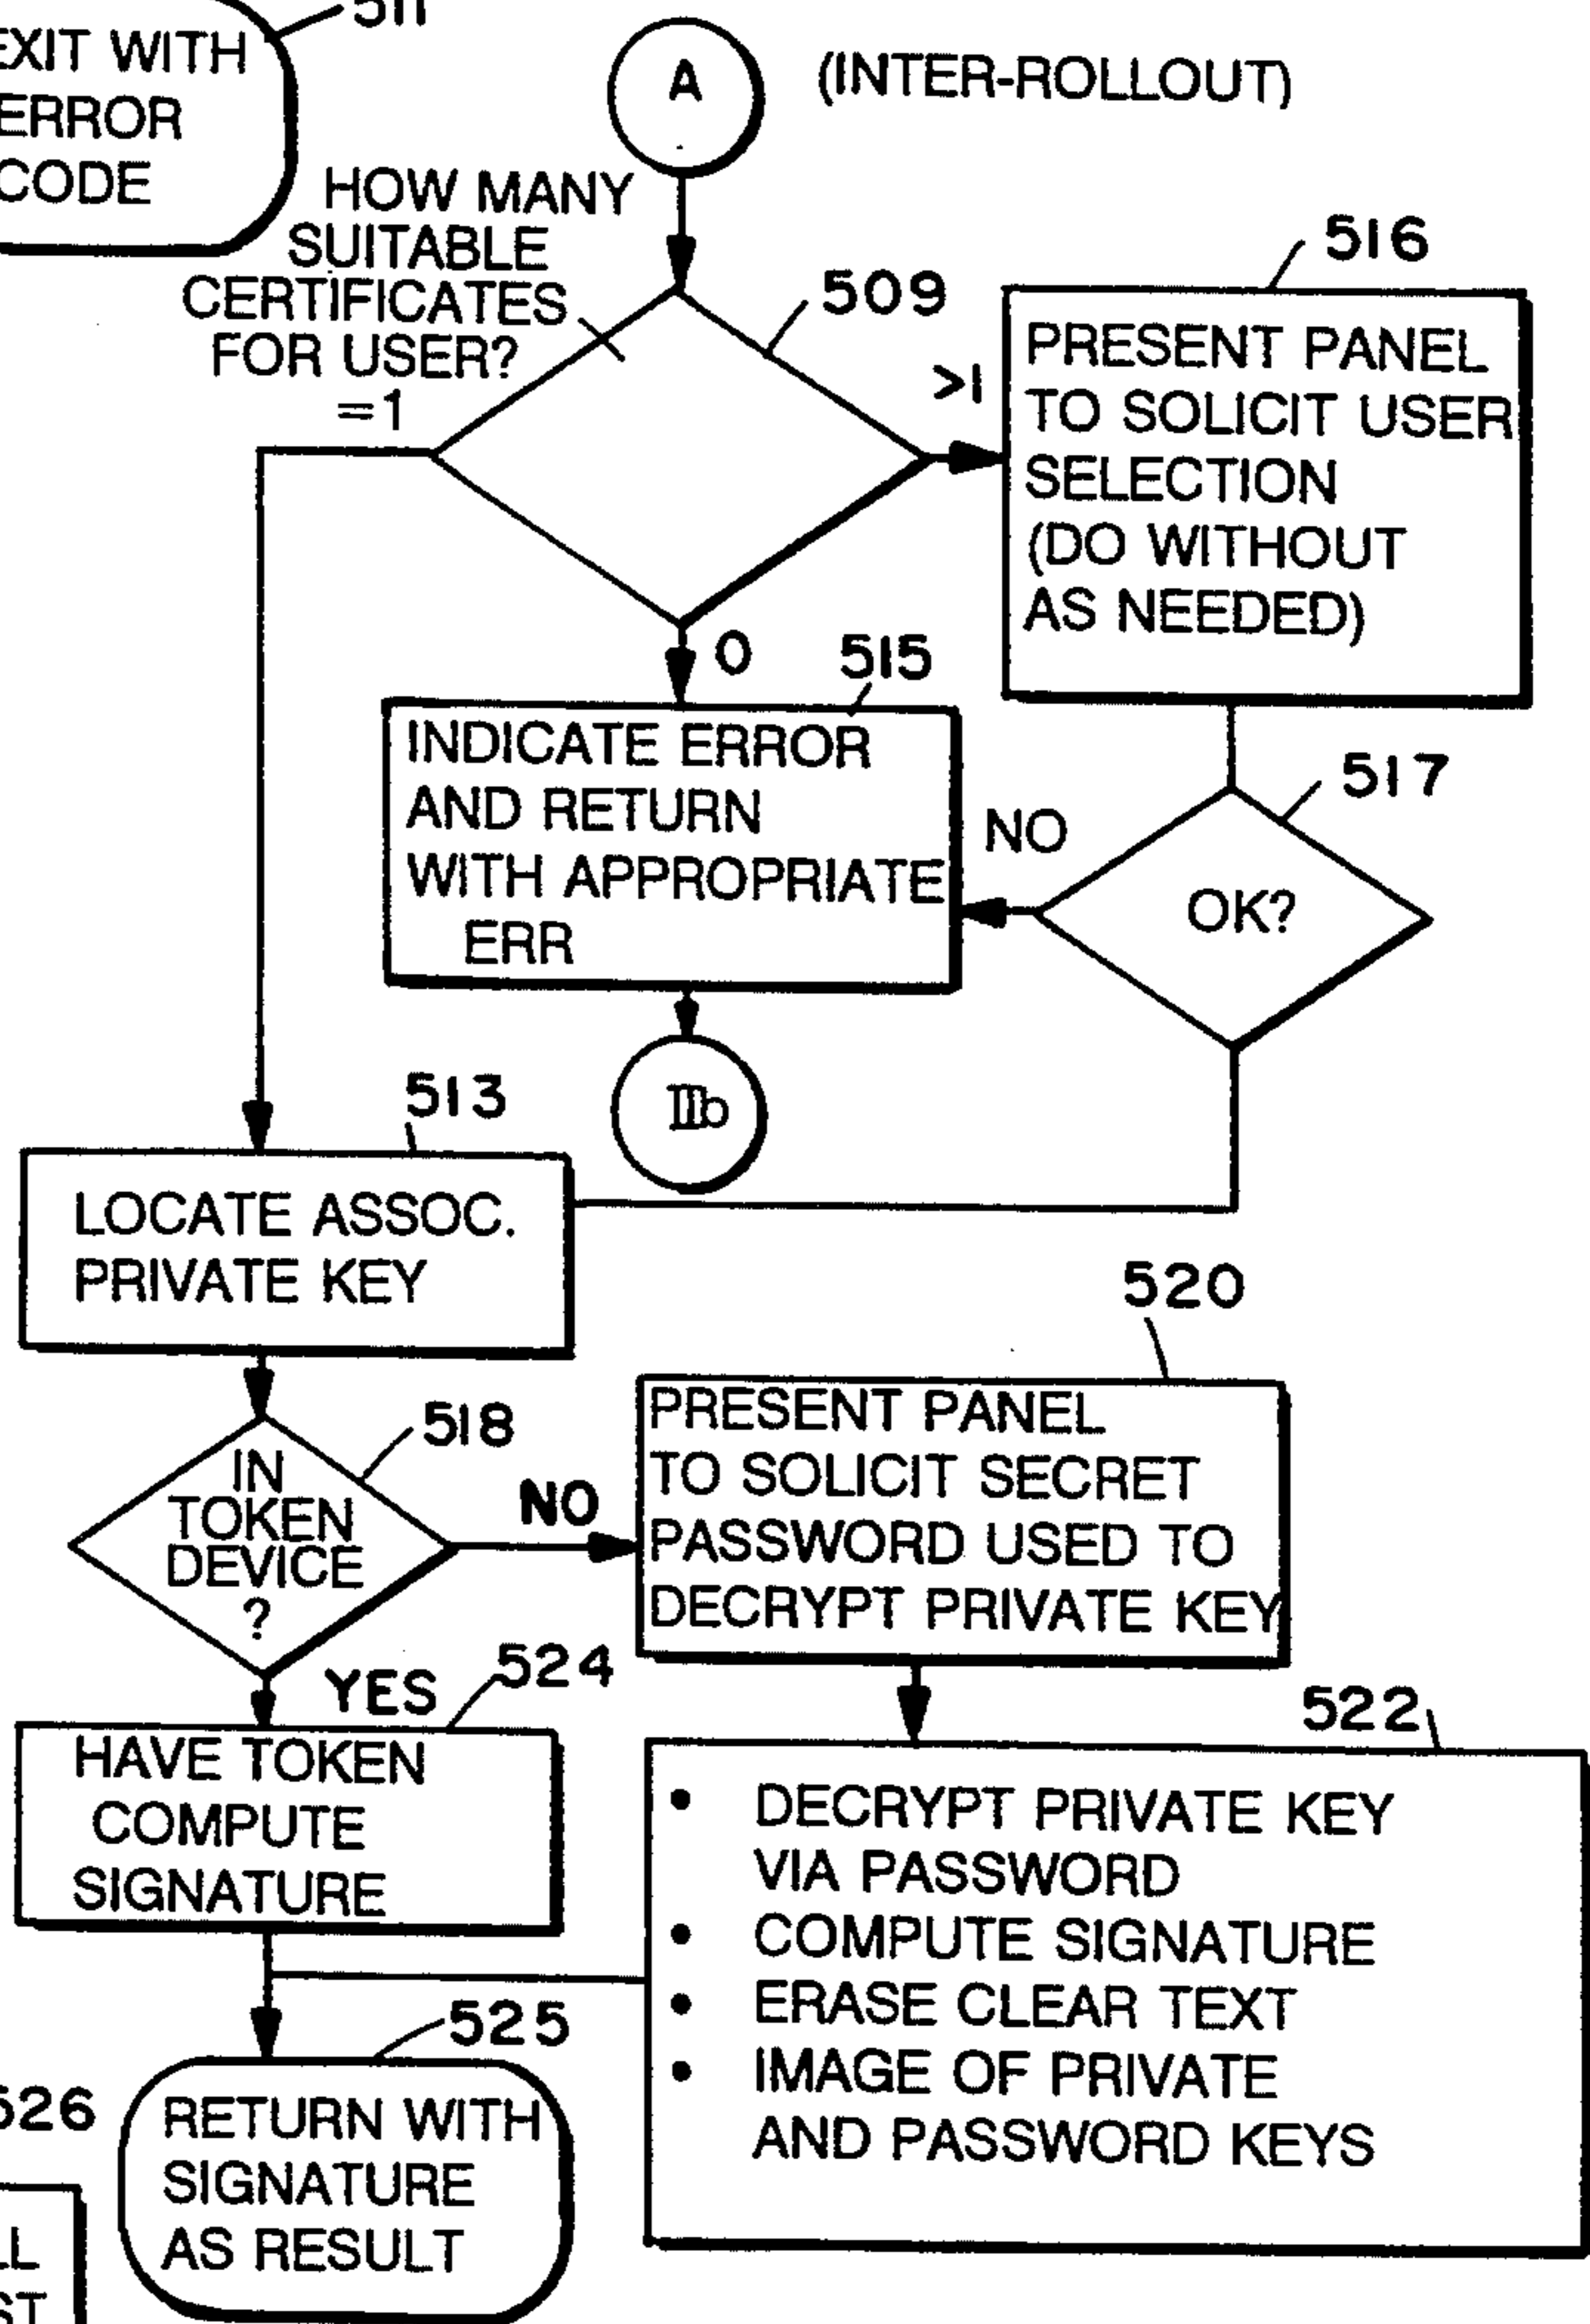 511
EXIT WITH
ERROR
CODE
A
(INTER-ROLLOUT)
HOW MANY
SUITABLE
CERTIFICATES
FOR USER?
=1
509
>1
516
PRESENT PANEL
TO SOLICIT USER
SELECTION
(DO WITHOUT
AS NEEDED)
0
515
INDICATE ERROR
AND RETURN
WITH APPROPRIATE
ERR
517
NO
OK?
IIb
513
LOCATE ASSOC.
PRIVATE KEY
518
IN
TOKEN
DEVICE
?
NO
520
PRESENT PANEL
TO SOLICIT SECRET
PASSWORD USED TO
DECRYPT PRIVATE KEY
YES
524
HAVE TOKEN
COMPUTE
SIGNATURE
522
• DECRYPT PRIVATE KEY
VIA PASSWORD
• COMPUTE SIGNATURE
• ERASE CLEAR TEXT
• IMAGE OF PRIVATE
AND PASSWORD KEYS
525
RETURN WITH
SIGNATURE
AS RESULT
526